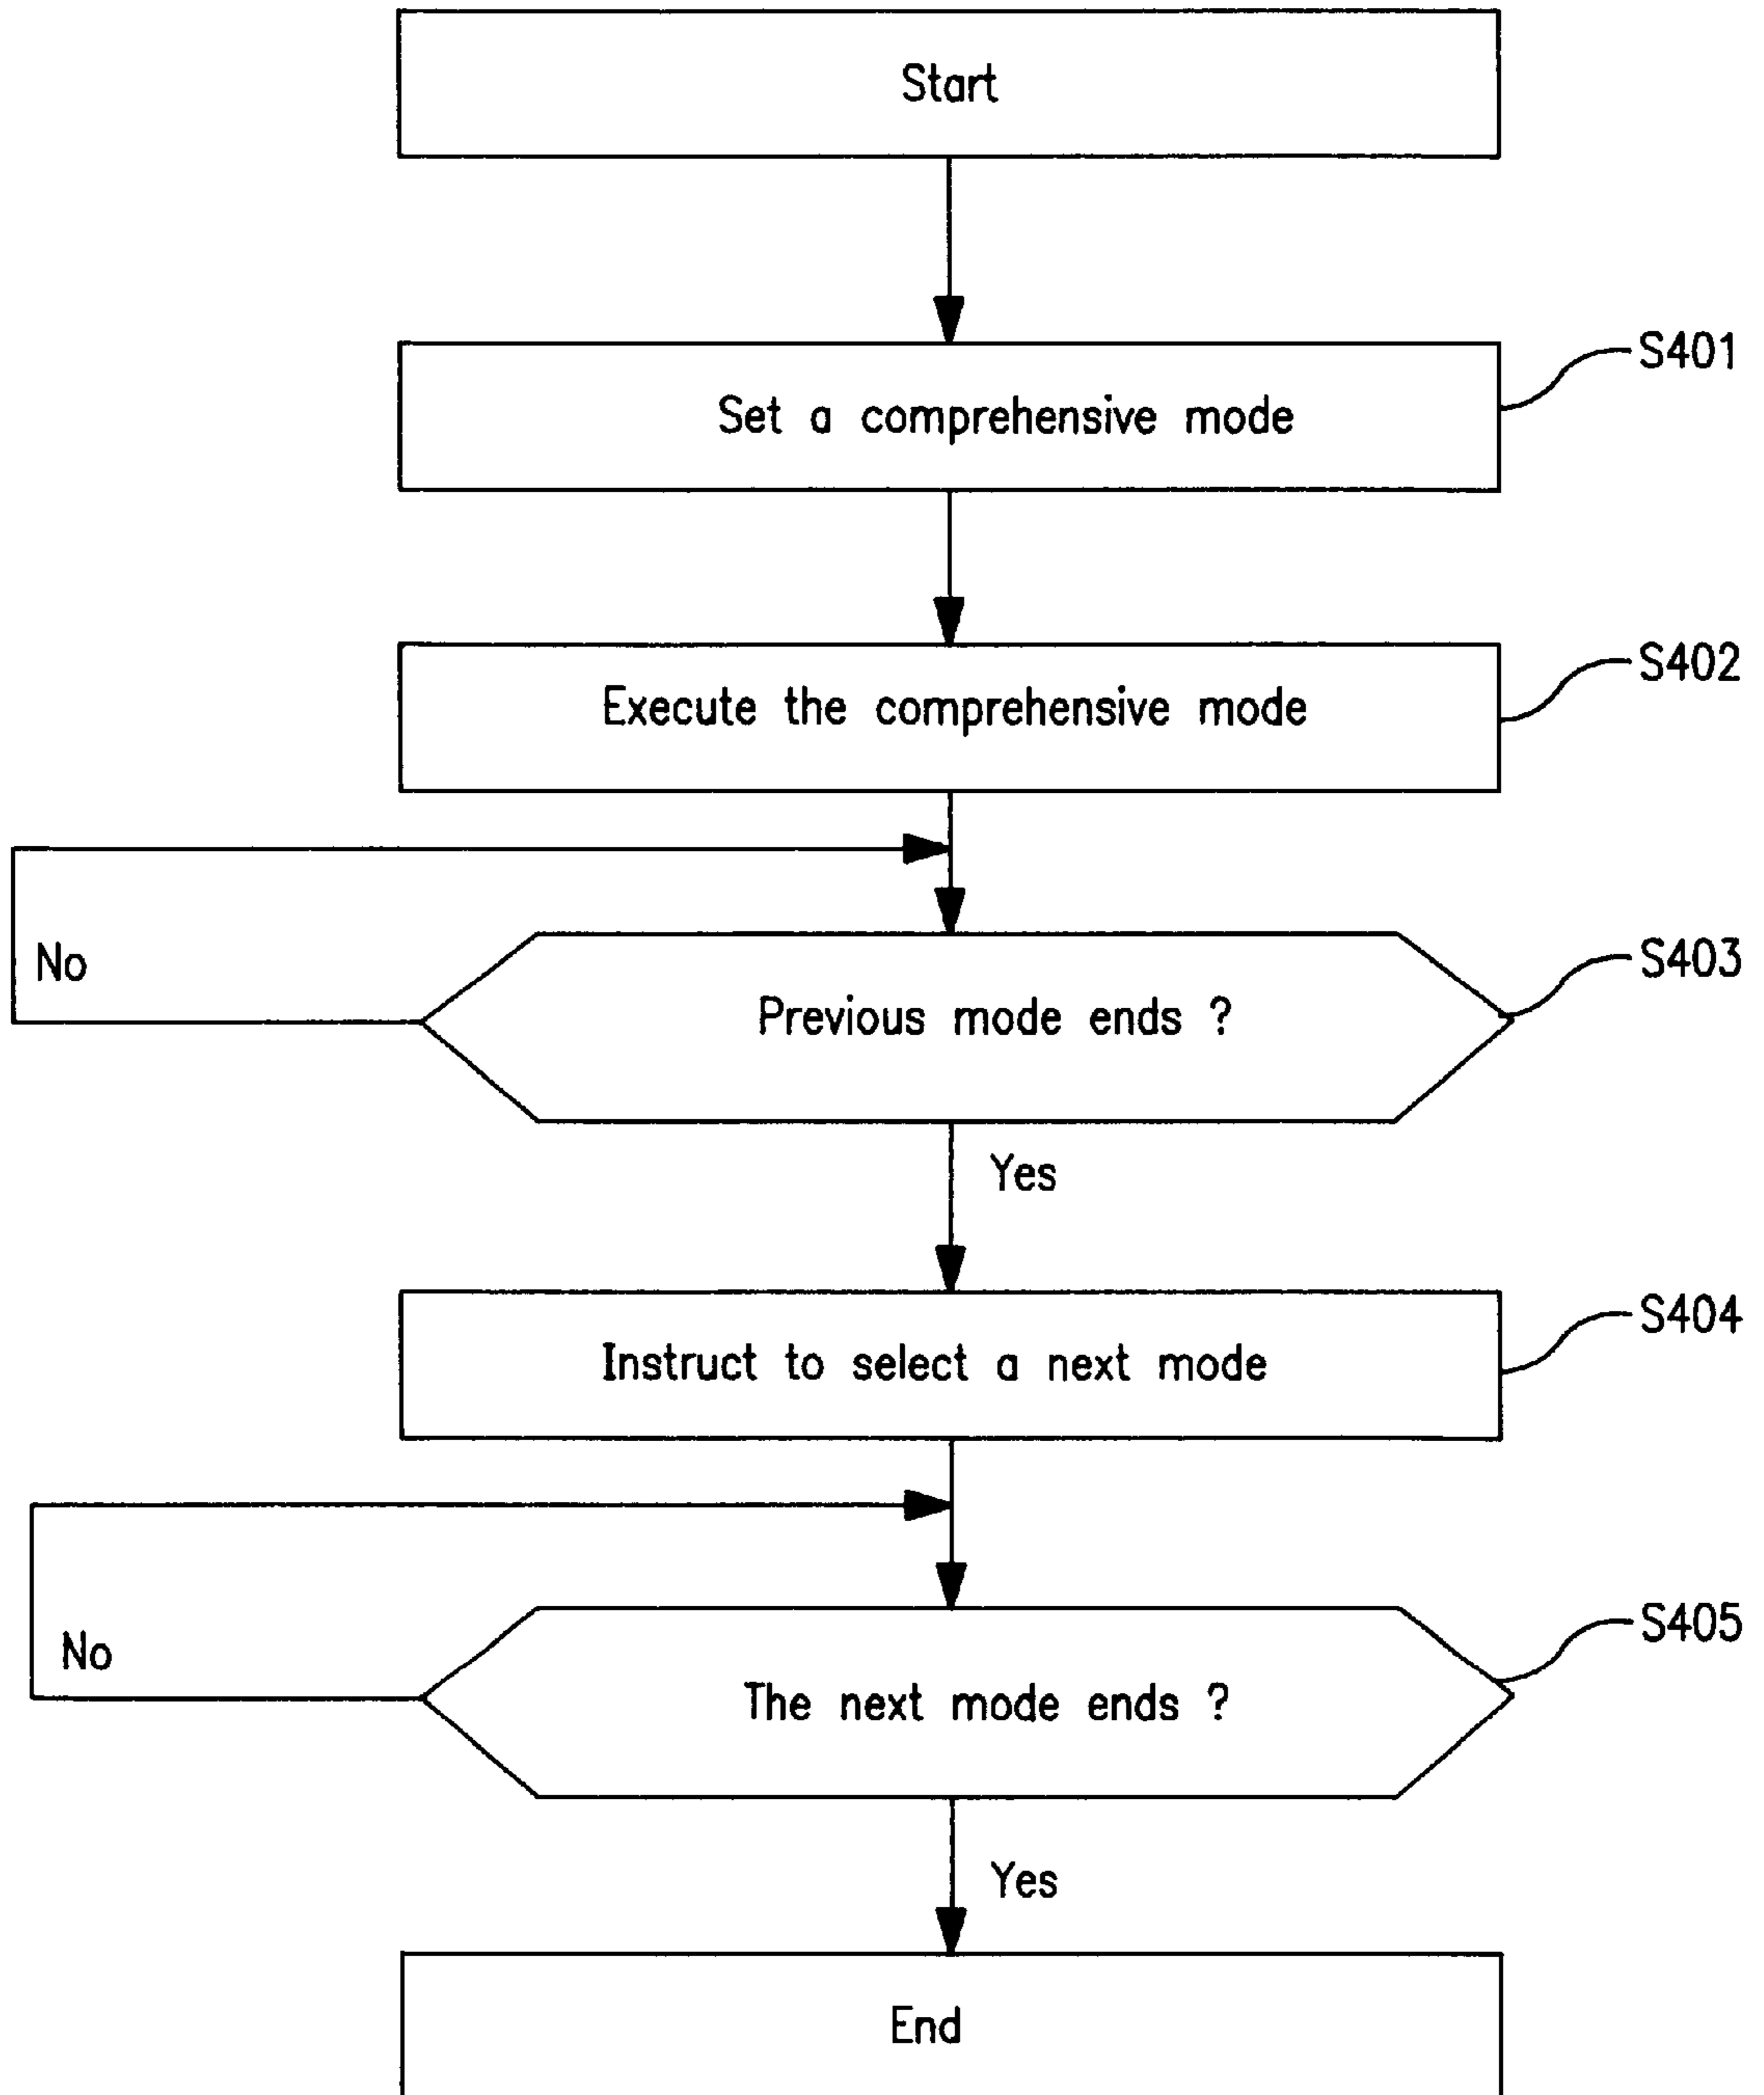 Start
Set a comprehensive mode
S401
Execute the comprehensive mode
S402
No
Previous mode ends ?
S403
Yes
Instruct to select a next mode
S404
No
The next mode ends ?
S405
Yes
End